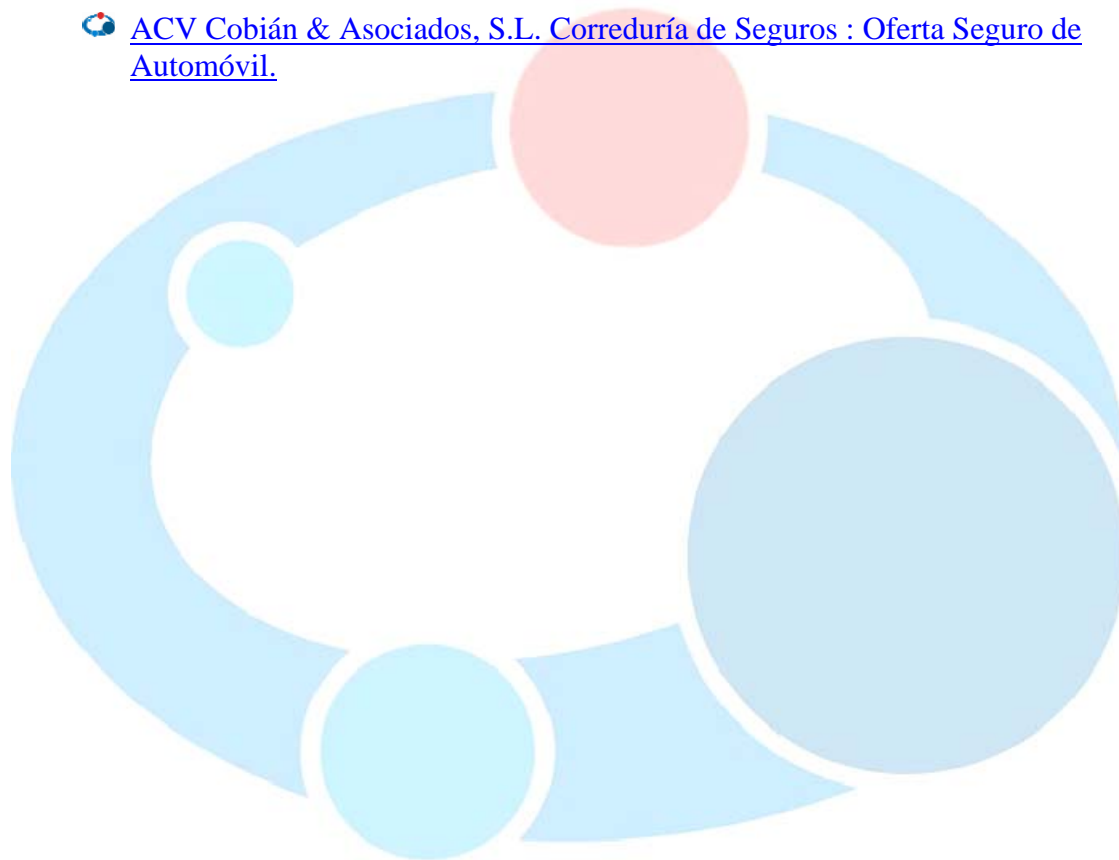 ACV Cobián & Asociados, S.L. Correduría de Seguros : Oferta Seguro de
Automóvil.